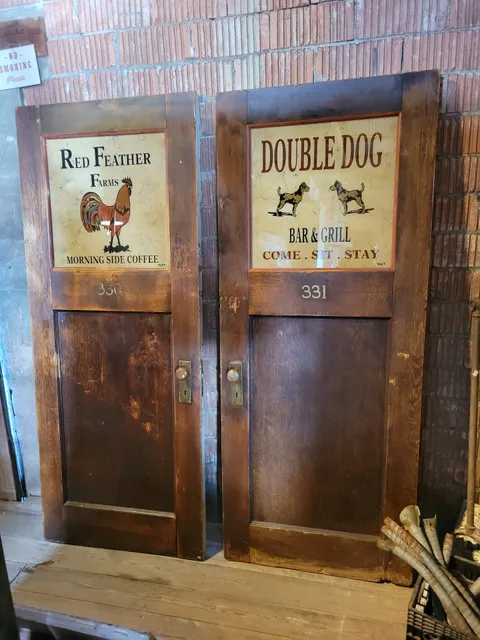 -NO-
SMOKING
Please
RED FEATHER
FARMS
MORNING SIDE COFFEE
330
DOUBLE DOG
BAR & GRILL
COME . SIT . STAY
331